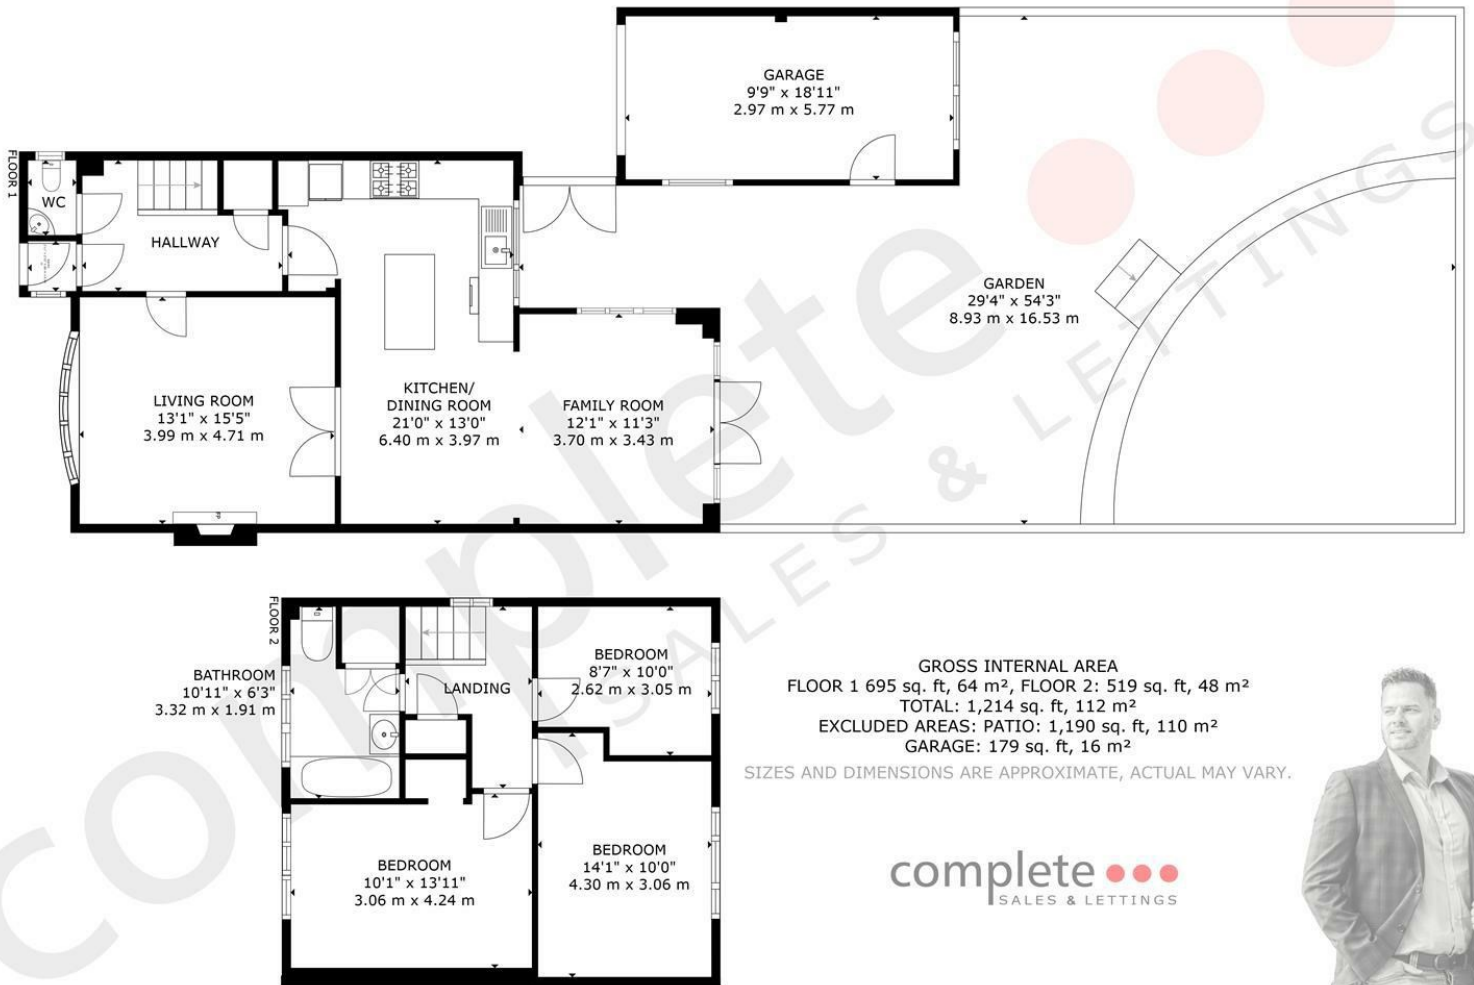 GARAGE
9'9" x 18'11"
2.97 m x 5.77 m
FLOOR 1
WC
HALLWAY
GARDEN
29'4" x 54'3"
8.93 m x 16.53 m
LIVING ROOM
13'1" x 15'5"
3.99 m x 4.71 m
KITCHEN/
DINING ROOM
21'0" x 13'0"
6.40 m x 3.97 m
FAMILY ROOM
12'1" x 11'3"
3.70 m x 3.43 m
complete
SALES & LETTINGS
FLOOR 2
BATHROOM
10'11" x 6'3"
3.32 m x 1.91 m
LANDING
BEDROOM
8'7" x 10'0"
2.62 m x 3.05 m
BEDROOM
10'1" x 13'11"
3.06 m x 4.24 m
BEDROOM
14'1" x 10'0"
4.30 m x 3.06 m
GROSS INTERNAL AREA
FLOOR 1 695 sq. ft, 64 m², FLOOR 2: 519 sq. ft, 48 m²
TOTAL: 1,214 sq. ft, 112 m²
EXCLUDED AREAS: PATIO: 1,190 sq. ft, 110 m²
GARAGE: 179 sq. ft, 16 m²
SIZES AND DIMENSIONS ARE APPROXIMATE, ACTUAL MAY VARY.
complete
SALES & LETTINGS